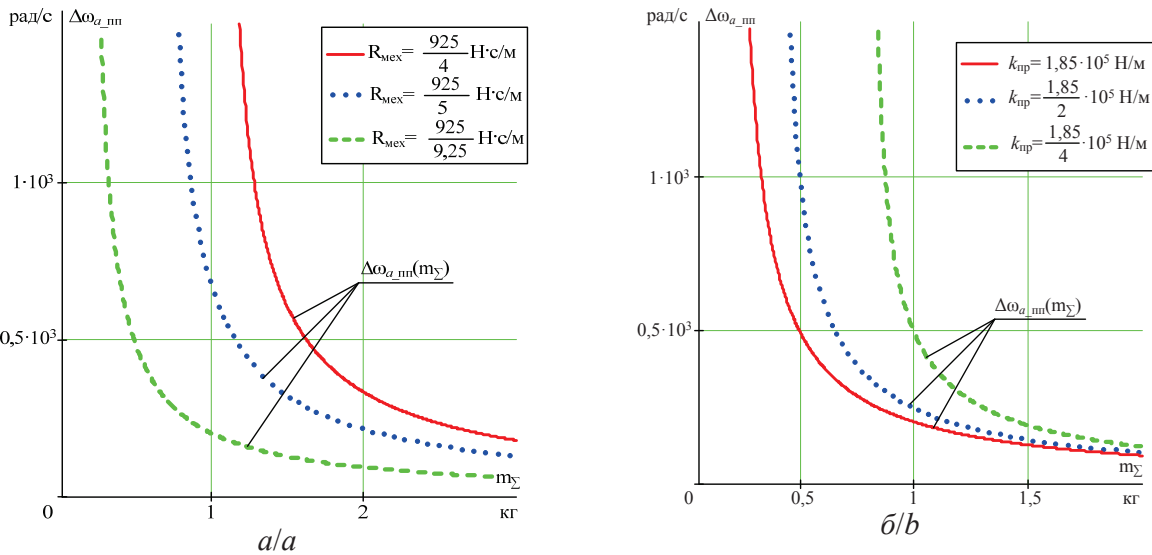 рад/с Δω_a_пп
R_мех = 925/4 Н·с/м
R_мех = 925/5 Н·с/м
R_мех = 925/9,25 Н·с/м
1·10³
Δω_a_пп(m_Σ)
0,5·10³
m_Σ
0 1 2 кг
а/a
рад/с Δω_a_пп
k_пр = 1,85·10⁵ Н/м
k_пр = 1,85/2 ·10⁵ Н/м
k_пр = 1,85/4 ·10⁵ Н/м
1·10³
Δω_a_пп(m_Σ)
0,5·10³
m_Σ
0 0,5 1 1,5 кг
б/b